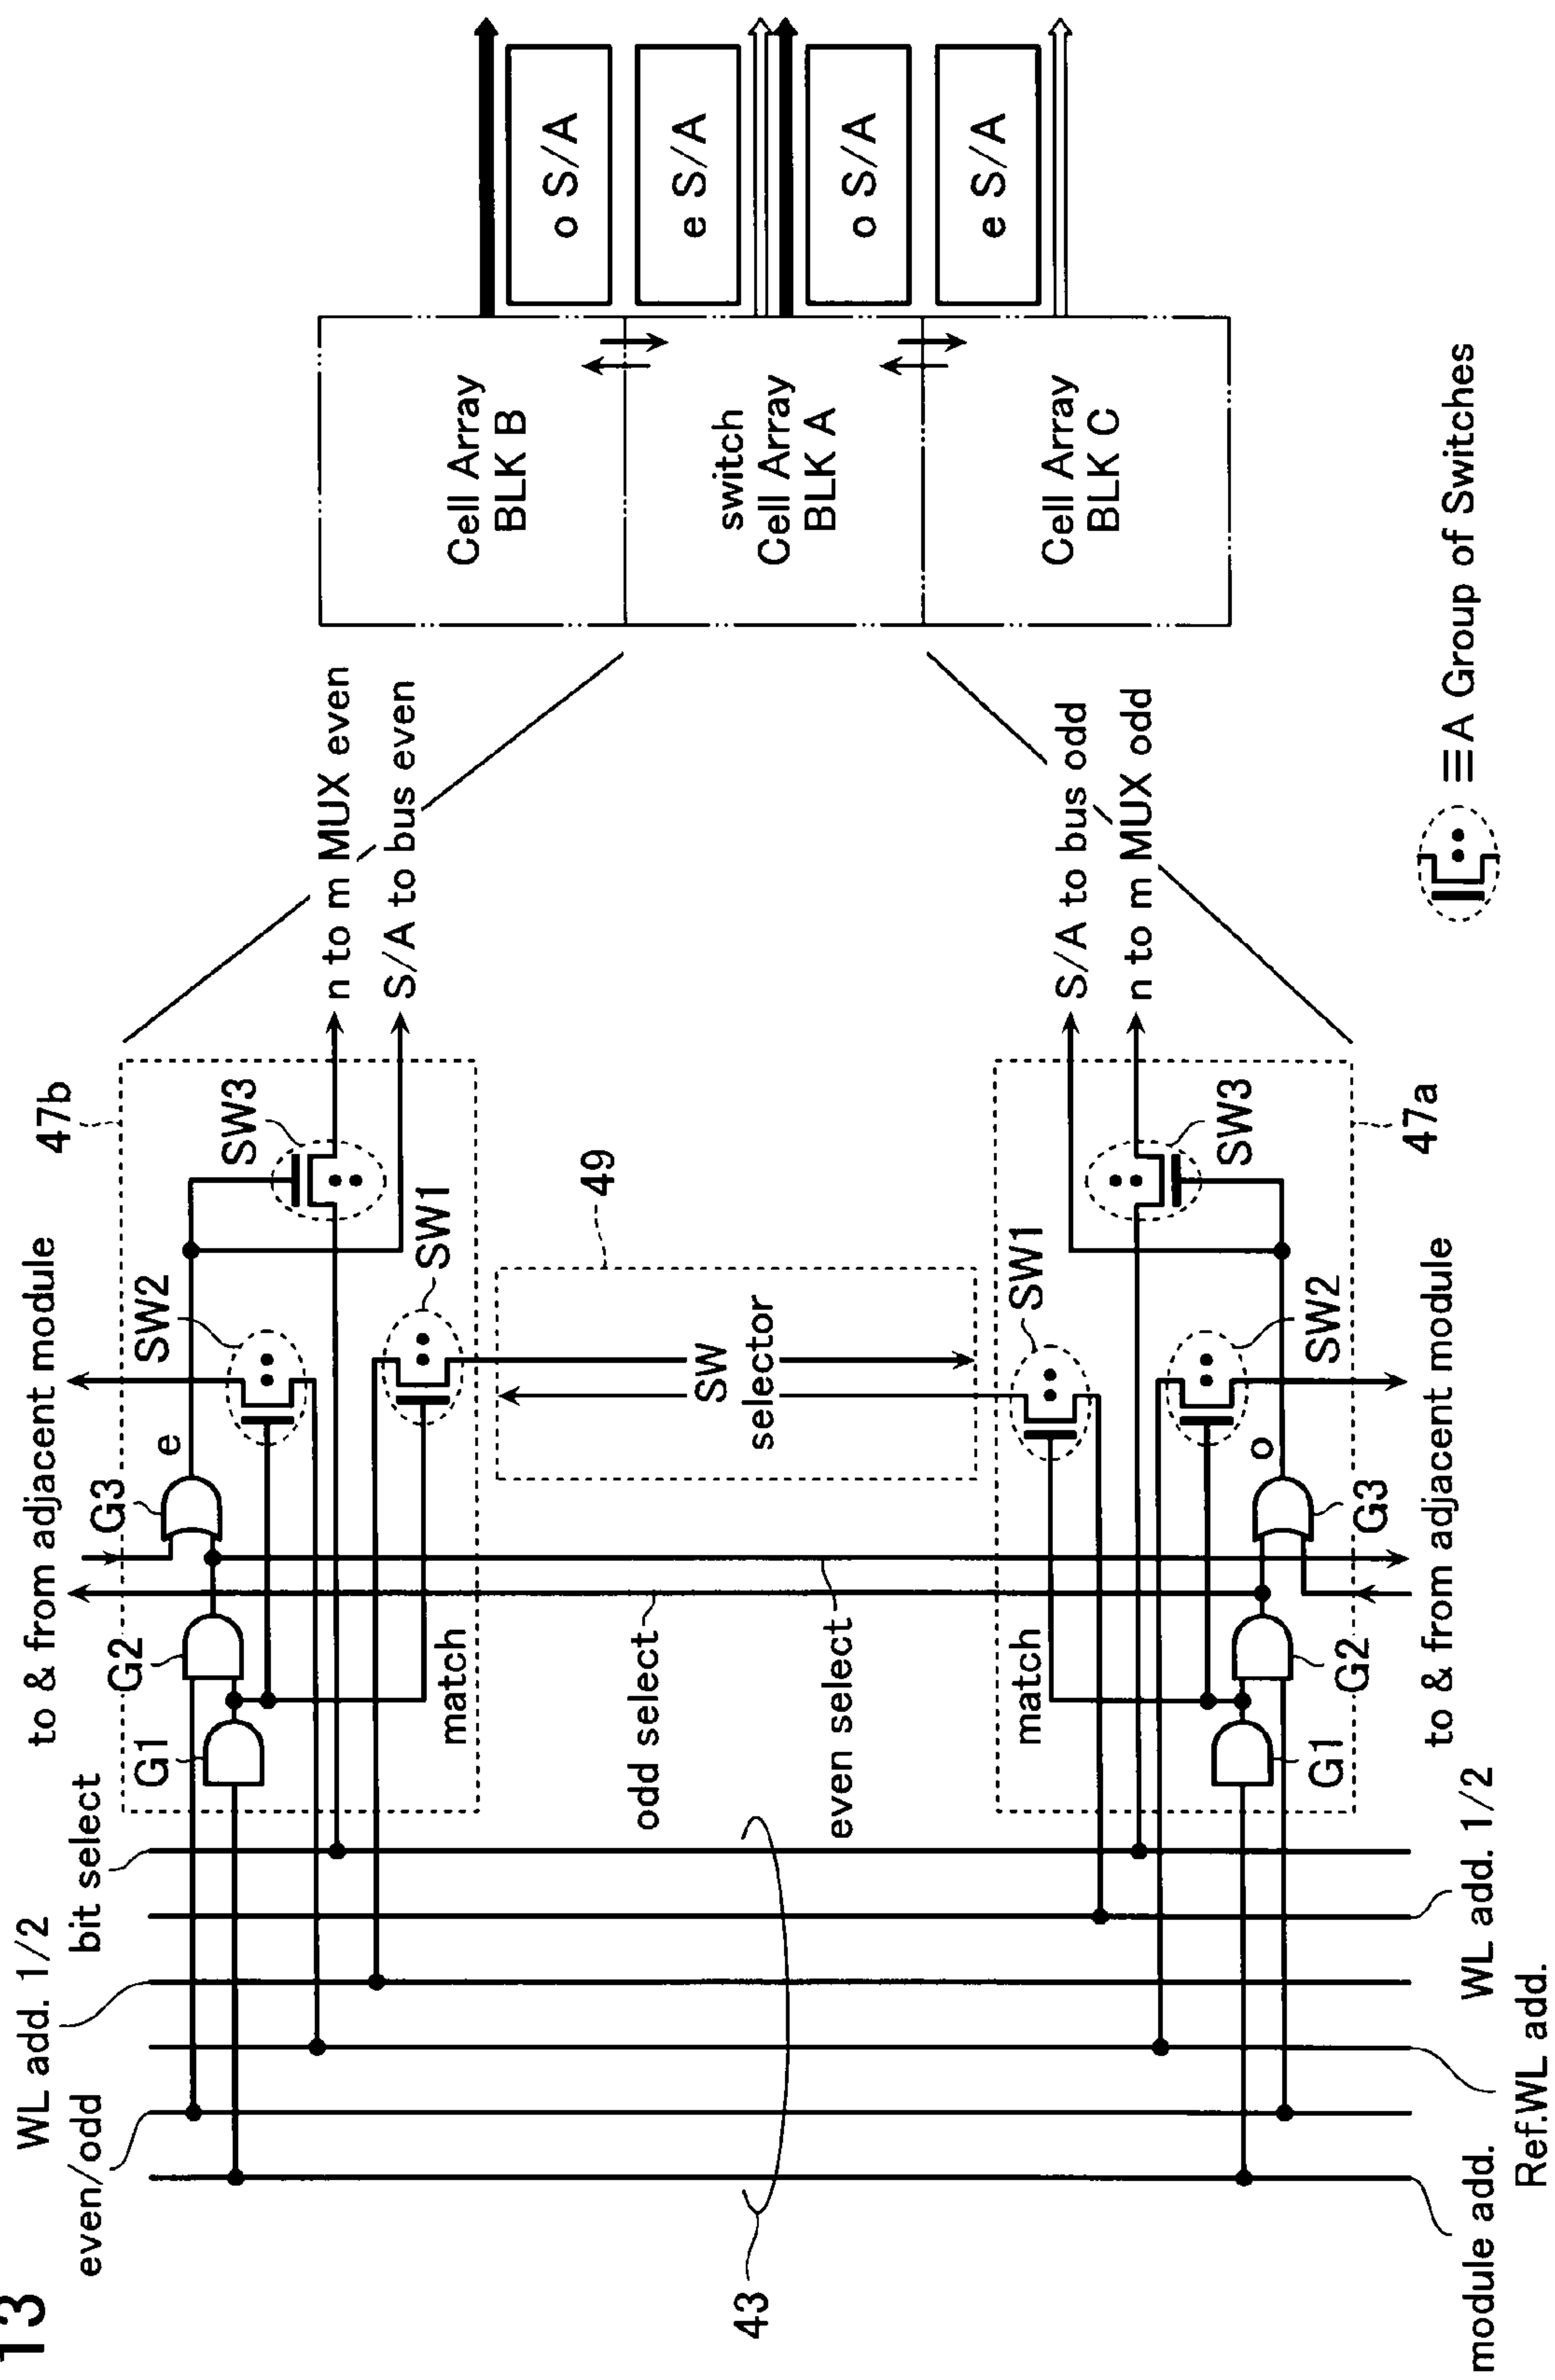 13
to & from adjacent module
47b
WL add. 1/2
bit select
even/odd
G1
G2
G3
e
SW2
SW3
n to m MUX even
S/A to bus even
SW1
match
odd select
even select
49
SW
selector
43
match
SW1
S/A to bus odd
n to m MUX odd
SW3
SW2
o
G1
G2
G3
47a
to & from adjacent module
WL add. 1/2
Ref.WL add.
module add.
Cell Array
BLK B
switch
Cell Array
BLK A
Cell Array
BLK C
o S/A
e S/A
o S/A
e S/A
≡A Group of Switches